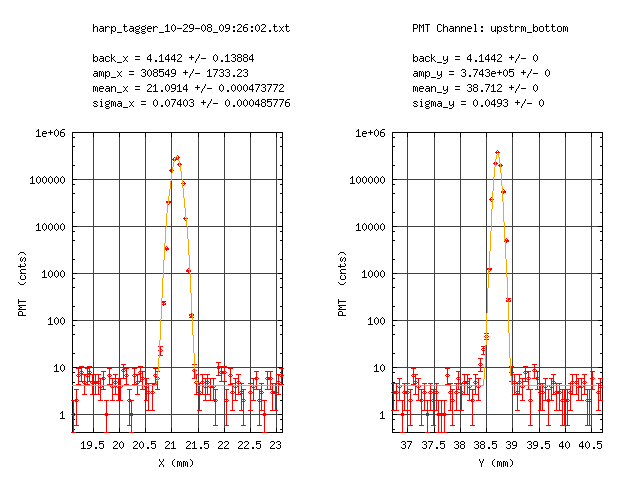 harp_tagger_10-29-08_09:26:02.txt
back_x = 4.1442 +/- 0.13884
amp_x = 308549 +/- 1733.23
mean_x = 21.0914 +/- 0.000473772
sigma_x = 0.07403 +/- 0.000485776
1e+06
100000
10000
1000
100
10
1
PMT (cnts)
19.5 20 20.5 21 21.5 22 22.5 23
X (mm)
PMT Channel: upstrm_bottom
back_y = 4.1442 +/- 0
amp_y = 3.743e+05 +/- 0
mean_y = 38.712 +/- 0
sigma_y = 0.0493 +/- 0
1e+06
100000
10000
1000
100
10
1
PMT (cnts)
37 37.5 38 38.5 39 39.5 40 40.5
Y (mm)